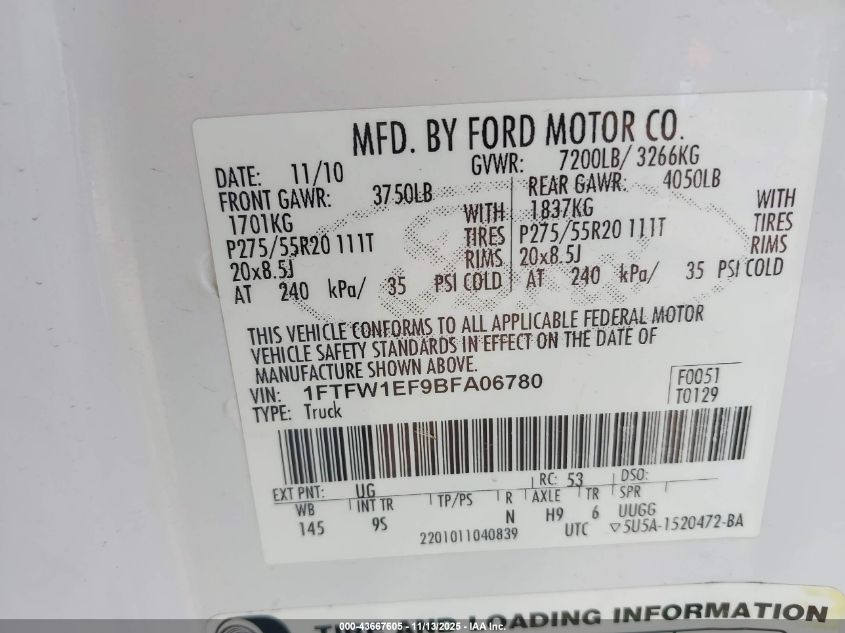 MFD. BY FORD MOTOR CO.
DATE: 11/10 GVWR: 7200LB/ 3266KG
FRONT GAWR: 3750LB REAR GAWR: 4050LB
1701KG WITH 1837KG WITH
P275/55R20 111T TIRES P275/55R20 111T TIRES
20x8.5J RIMS 20x8.5J RIMS
AT 240 kPa/ 35 PSI COLD AT 240 kPa/ 35 PSI COLD
THIS VEHICLE CONFORMS TO ALL APPLICABLE FEDERAL MOTOR
VEHICLE SAFETY STANDARDS IN EFFECT ON THE DATE OF
MANUFACTURE SHOWN ABOVE.
VIN: 1FTFW1EF9BFA06780 F0051
TYPE: Truck T0129
EXT PNT: UG RC: 53 DSO:
WB INT TR TP/PS R AXLE TR SPR
145 9S N H9 6 UUGG
2201011040839 UTC ▽5U5A-1520472-BA
LOADING INFORMATION
000-43667605 - 11/13/2025 - IAA Inc.